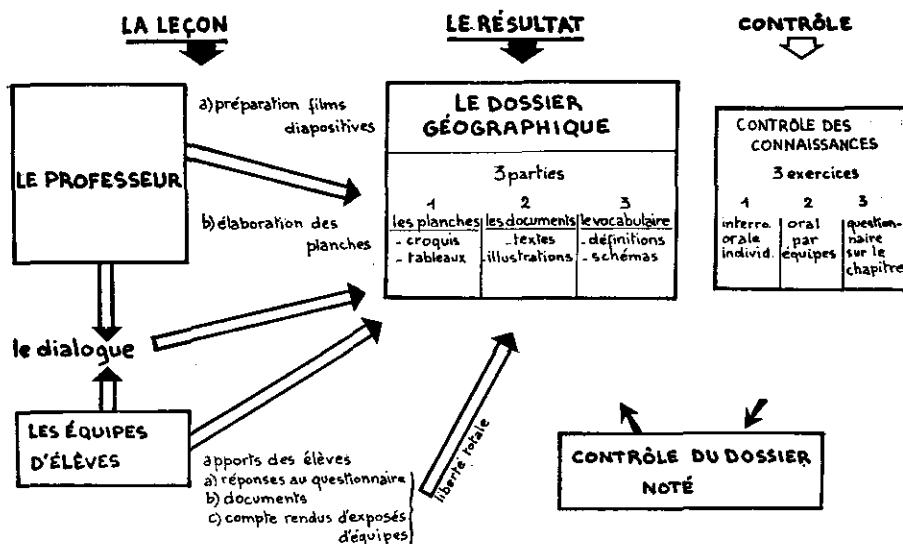 LA LEÇON
LE RÉSULTAT
CONTRÔLE
LE PROFESSEUR
a) préparation films
diapositives
b) élaboration des
planches
le dialogue
LES ÉQUIPES
D'ÉLÈVES
apports des élèves
a) réponses au questionnaire
b) documents
c) compte rendus d'exposés
d'équipes
liberté totale
LE DOSSIER
GÉOGRAPHIQUE
3 parties
1
les planches
- croquis
- tableaux
2
les documents
- textes
illustrations
3
le vocabulaire
- définitions
- schémas
CONTRÔLE DES
CONNAISSANCES
3 exercices
1
interro.
orale
individ.
2
oral
par
équipes
3
question-
naire
sur le
chapitre
CONTRÔLE DU DOSSIER
NOTÉ